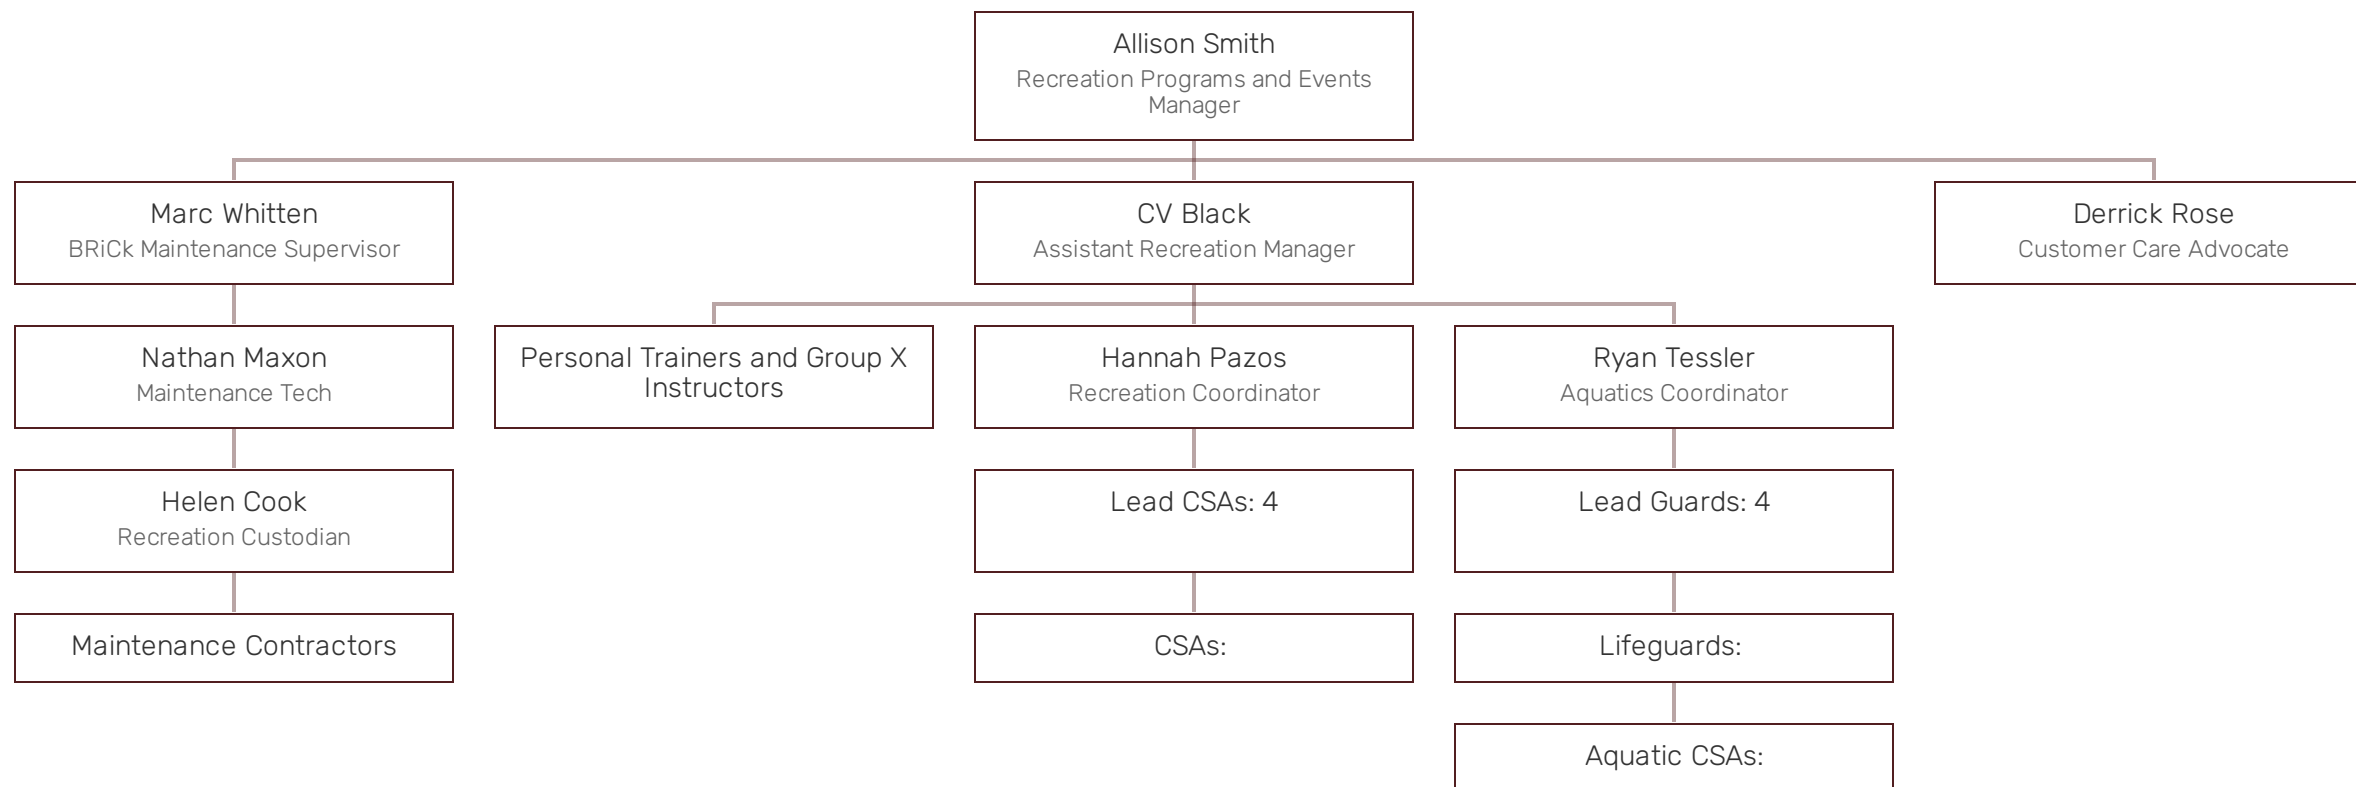 Allison Smith
Recreation Programs and Events
Manager
Marc Whitten
BRiCk Maintenance Supervisor
CV Black
Assistant Recreation Manager
Derrick Rose
Customer Care Advocate
Nathan Maxon
Maintenance Tech
Personal Trainers and Group X
Instructors
Hannah Pazos
Recreation Coordinator
Ryan Tessler
Aquatics Coordinator
Helen Cook
Recreation Custodian
Lead CSAs: 4
Lead Guards: 4
Maintenance Contractors
CSAs:
Lifeguards:
Aquatic CSAs: